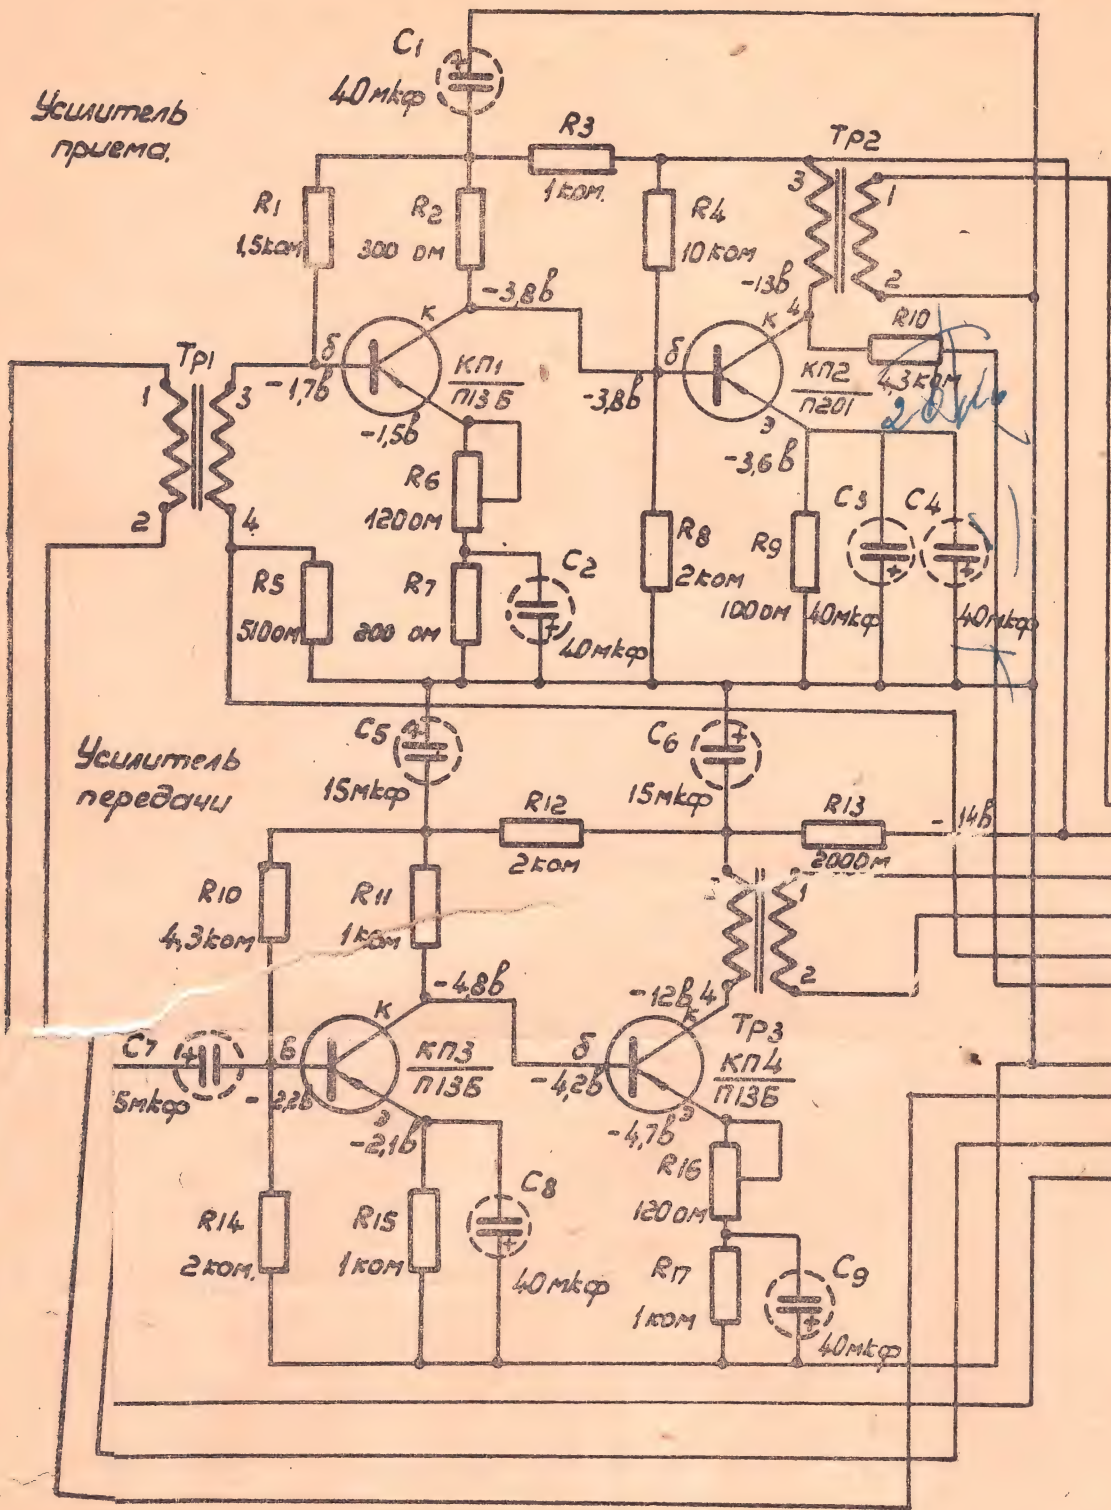 Усилитель
приема.
C1
40мкф
R3
1ком.
Тр2
3
1
R1
1,5ком
R2
300 ом
R4
10ком
-13в
4
2
R10
4,3ком
-3,8в
к
б
-1,7в
КП1
П13Б
-1,5в
Тр1
1
3
2
4
-3,8в
б
к
КП2
П201
э
-3,6в
R6
120ом
R5
510ом
R7
200 ом
C2
40мкф
R8
2ком
R9
100ом
C3
40мкф
C4
40мкф
Усилитель
передачи
C5
15мкф
C6
15мкф
R12
2ком
R13
200ом
- 14в
R10
4,3ком
R11
1ком
3
1
4
2
-4,8в
-12в
к
Тр3
C7
5мкф
Б
-2,2в
к
э
КП3
П13Б
-2,1в
б
-4,2в
КП4
П13Б
э
-4,7в
R14
2ком.
R15
1ком
C8
40мкф
R16
120ом
R17
1ком
C9
40мкф